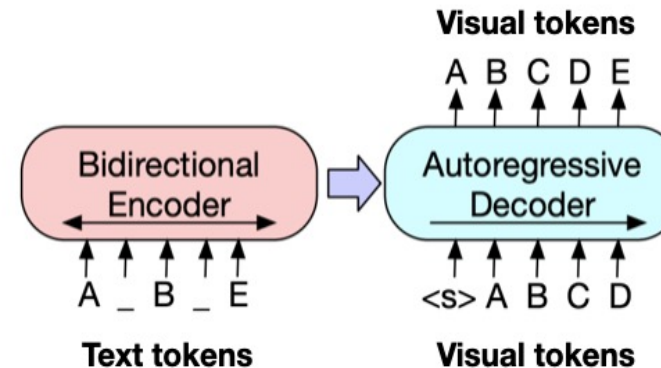 Visual tokens
A B C D E
Bidirectional
Encoder
Autoregressive
Decoder
A _ B _ E
<s> A B C D
Text tokens
Visual tokens